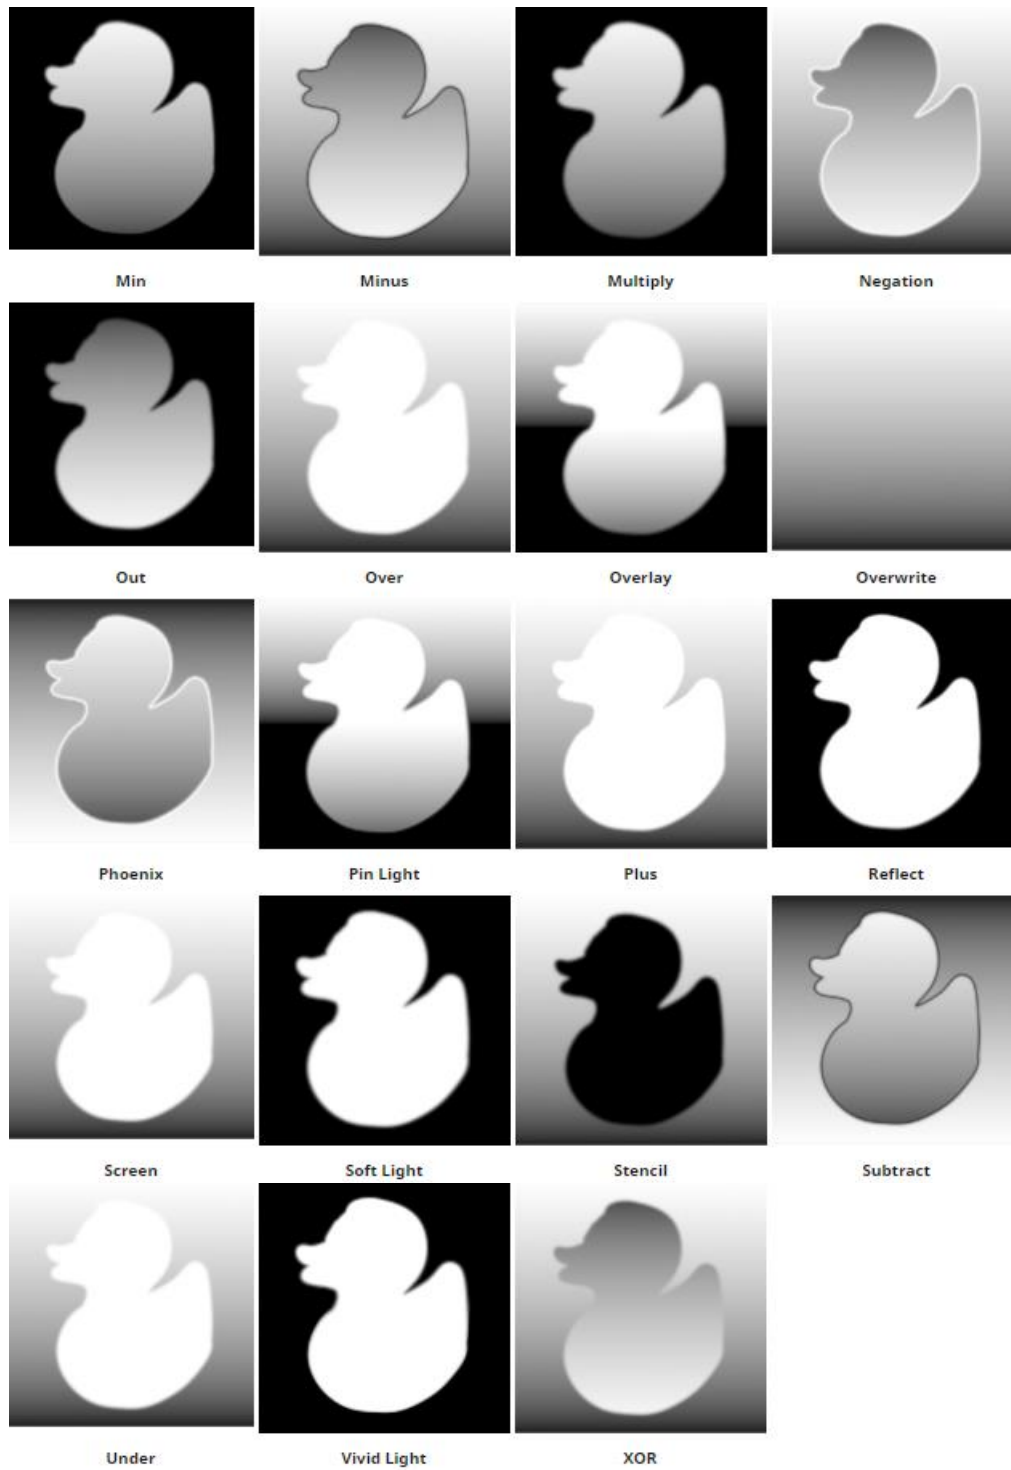 Min Minus Multiply Negation
Out Over Overlay Overwrite
Phoenix Pin Light Plus Reflect
Screen Soft Light Stencil Subtract
Under Vivid Light XOR